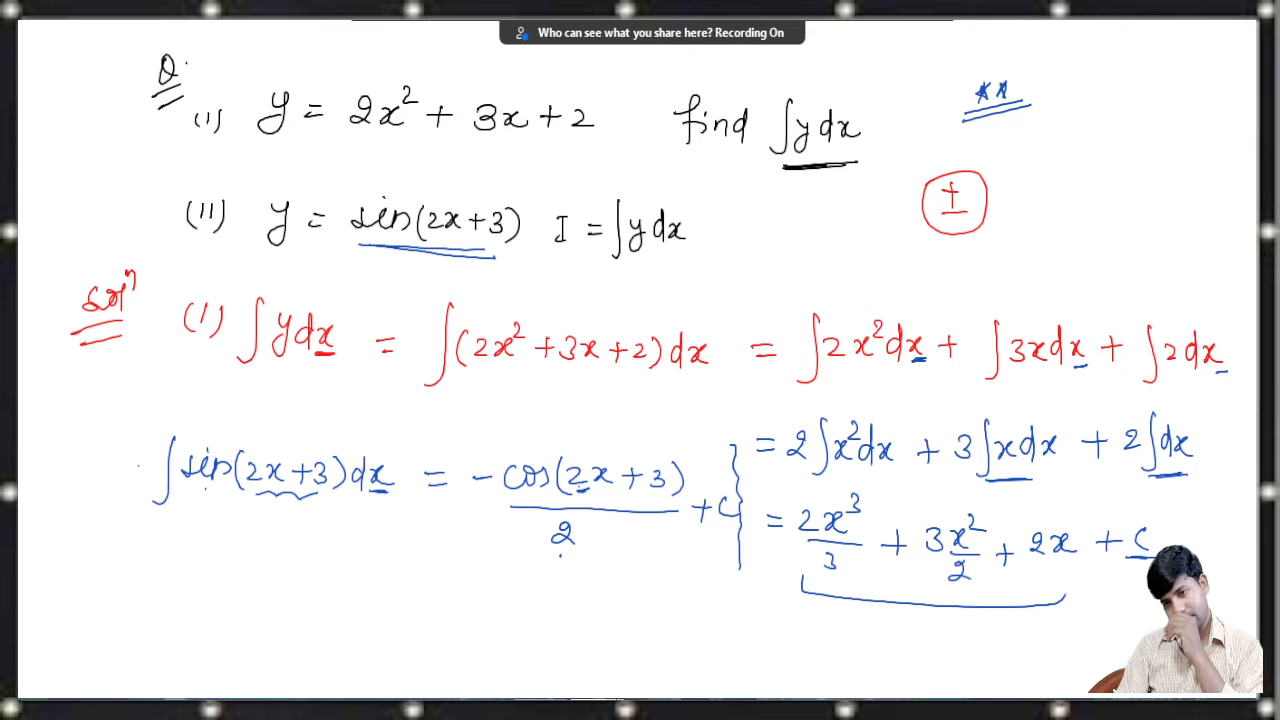 Who can see what you share here? Recording On
Q.
(i) y = 2x² + 3x + 2 find ∫y dx
**
(ii) y = sin(2x+3) I = ∫y dx
±
Solⁿ (i) ∫y dx = ∫(2x² + 3x + 2) dx = ∫2x² dx + ∫3x dx + ∫2 dx
= 2∫x² dx + 3∫x dx + 2∫dx
∫sin(2x+3) dx = -cos(2x+3)/2 + c
= 2x³/3 + 3x²/2 + 2x + c